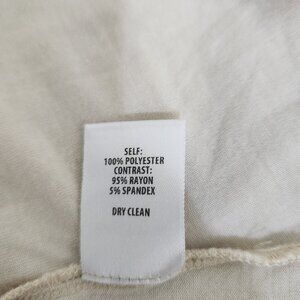 SELF:
100% POLYESTER
CONTRAST:
95% RAYON
5% SPANDEX
DRY CLEAN